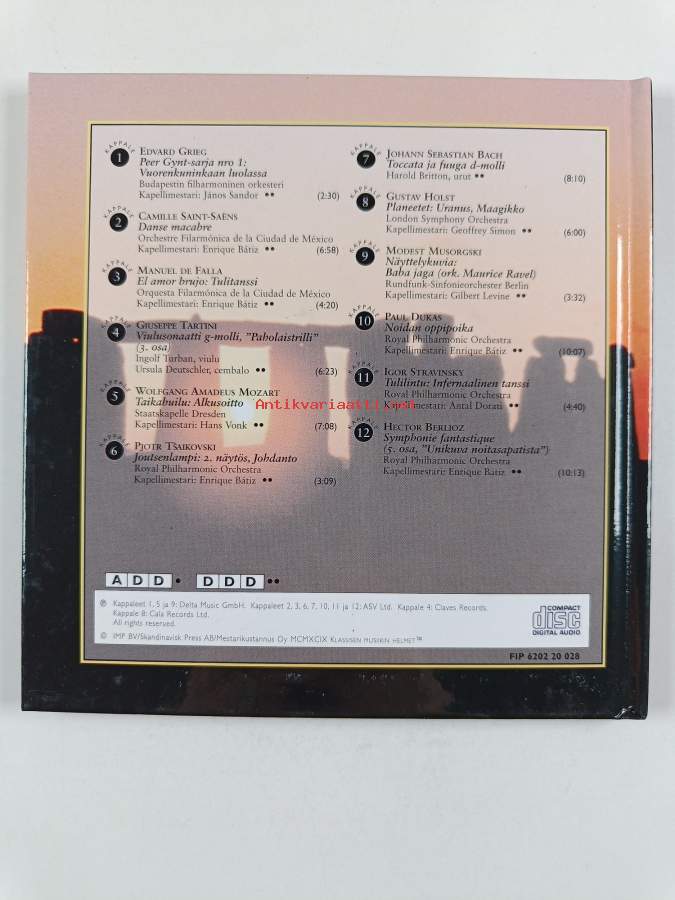 KAPPALE
1
EDVARD GRIEG
Peer Gynt-sarja nro 1:
Vuorenkuninkaan luolassa
Budapestin filharmoninen orkesteri
Kapellimestari: János Sandor •• (2:30)
KAPPALE
2
CAMILLE SAINT-SAËNS
Danse macabre
Orchestre Filarmónica de la Ciudad de México
Kapellimestari: Enrique Bátiz •• (6:58)
KAPPALE
3
MANUEL DE FALLA
El amor brujo: Tulitanssi
Orquesta Filarmónica de la Ciudad de México
Kapellimestari: Enrique Bátiz •• (4:20)
KAPPALE
4
GIUSEPPE TARTINI
Viulusonaatti g-molli, "Paholaistrilli"
(3. osa)
Ingolf Turban, viulu
Ursula Deutschler, cembalo •• (6:23)
KAPPALE
5
WOLFGANG AMADEUS MOZART
Taikahuilu: Alkusoitto
Staatskapelle Dresden
Kapellimestari: Hans Vonk •• (7:08)
KAPPALE
6
PJOTR TSAIKOVSKI
Joutsenlampi: 2. näytös, Johdanto
Royal Philharmonic Orchestra
Kapellimestari: Enrique Bátiz •• (3:09)
KAPPALE
7
JOHANN SEBASTIAN BACH
Toccata ja fuuga d-molli
Harold Britton, urut •• (8:10)
KAPPALE
8
GUSTAV HOLST
Planeetet: Uranus, Maagikko
London Symphony Orchestra
Kapellimestari: Geoffrey Simon •• (6:00)
KAPPALE
9
MODEST MUSORGSKI
Näyttelykuvia:
Baba jaga (ork. Maurice Ravel)
Rundfunk-Sinfonieorchester Berlin
Kapellimestari: Gilbert Levine •• (3:32)
KAPPALE
10
PAUL DUKAS
Noidan oppipoika
Royal Philharmonic Orchestra
Kapellimestari: Enrique Bátiz •• (10:07)
KAPPALE
11
IGOR STRAVINSKY
Tulilintu: Infernaalinen tanssi
Royal Philharmonic Orchestra
Kapellimestari: Antal Dorati •• (4:40)
KAPPALE
12
HECTOR BERLIOZ
Symphonie fantastique
(5. osa, "Unikuva noitasapatista")
Royal Philharmonic Orchestra
Kapellimestari: Enrique Bátiz •• (10:13)
ADD • DDD ••
℗ Kappaleet 1, 5 ja 9: Delta Music GmbH. Kappaleet 2, 3, 6, 7, 10, 11 ja 12: ASV Ltd. Kappale 4: Claves Records.
Kappale 8: Cala Records Ltd.
All rights reserved.
© IMP BV/Skandinavisk Press AB/Mestarikustannus Oy MCMXCIX KLASSISEN MUSIIKIN HELMET™
COMPACT
disc
DIGITAL AUDIO
FIP 6202 20 028